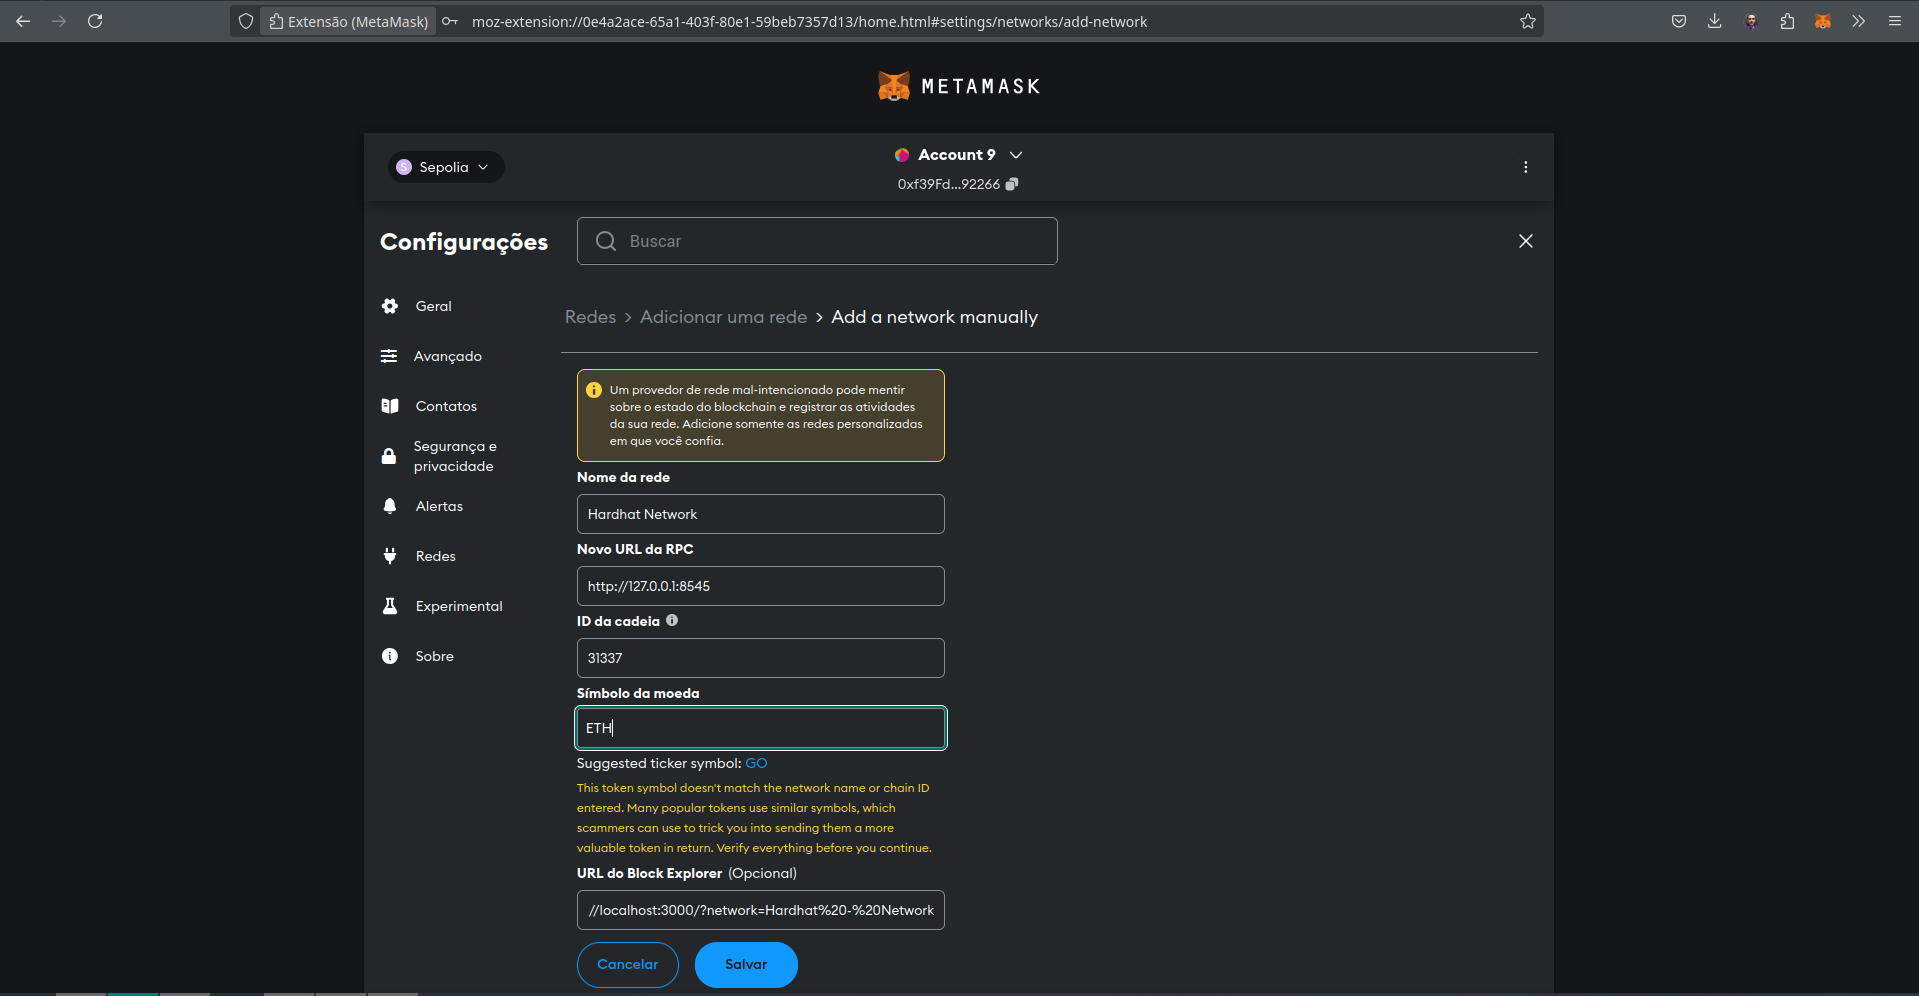 Extensão (MetaMask)
moz-extension://0e4a2ace-65a1-403f-80e1-59beb7357d13/home.html#settings/networks/add-network
METAMASK
S
Sepolia
Account 9
0xf39Fd...92266
Configurações
Buscar
Geral
Avançado
Contatos
Segurança e
privacidade
Alertas
Redes
Experimental
Sobre
Redes > Adicionar uma rede > Add a network manually
Um provedor de rede mal-intencionado pode mentir
sobre o estado do blockchain e registrar as atividades
da sua rede. Adicione somente as redes personalizadas
em que você confia.
Nome da rede
Hardhat Network
Novo URL da RPC
http://127.0.0.1:8545
ID da cadeia
31337
Símbolo da moeda
ETH
Suggested ticker symbol: GO
This token symbol doesn't match the network name or chain ID
entered. Many popular tokens use similar symbols, which
scammers can use to trick you into sending them a more
valuable token in return. Verify everything before you continue.
URL do Block Explorer (Opcional)
//localhost:3000/?network=Hardhat%20-%20Network
Cancelar
Salvar